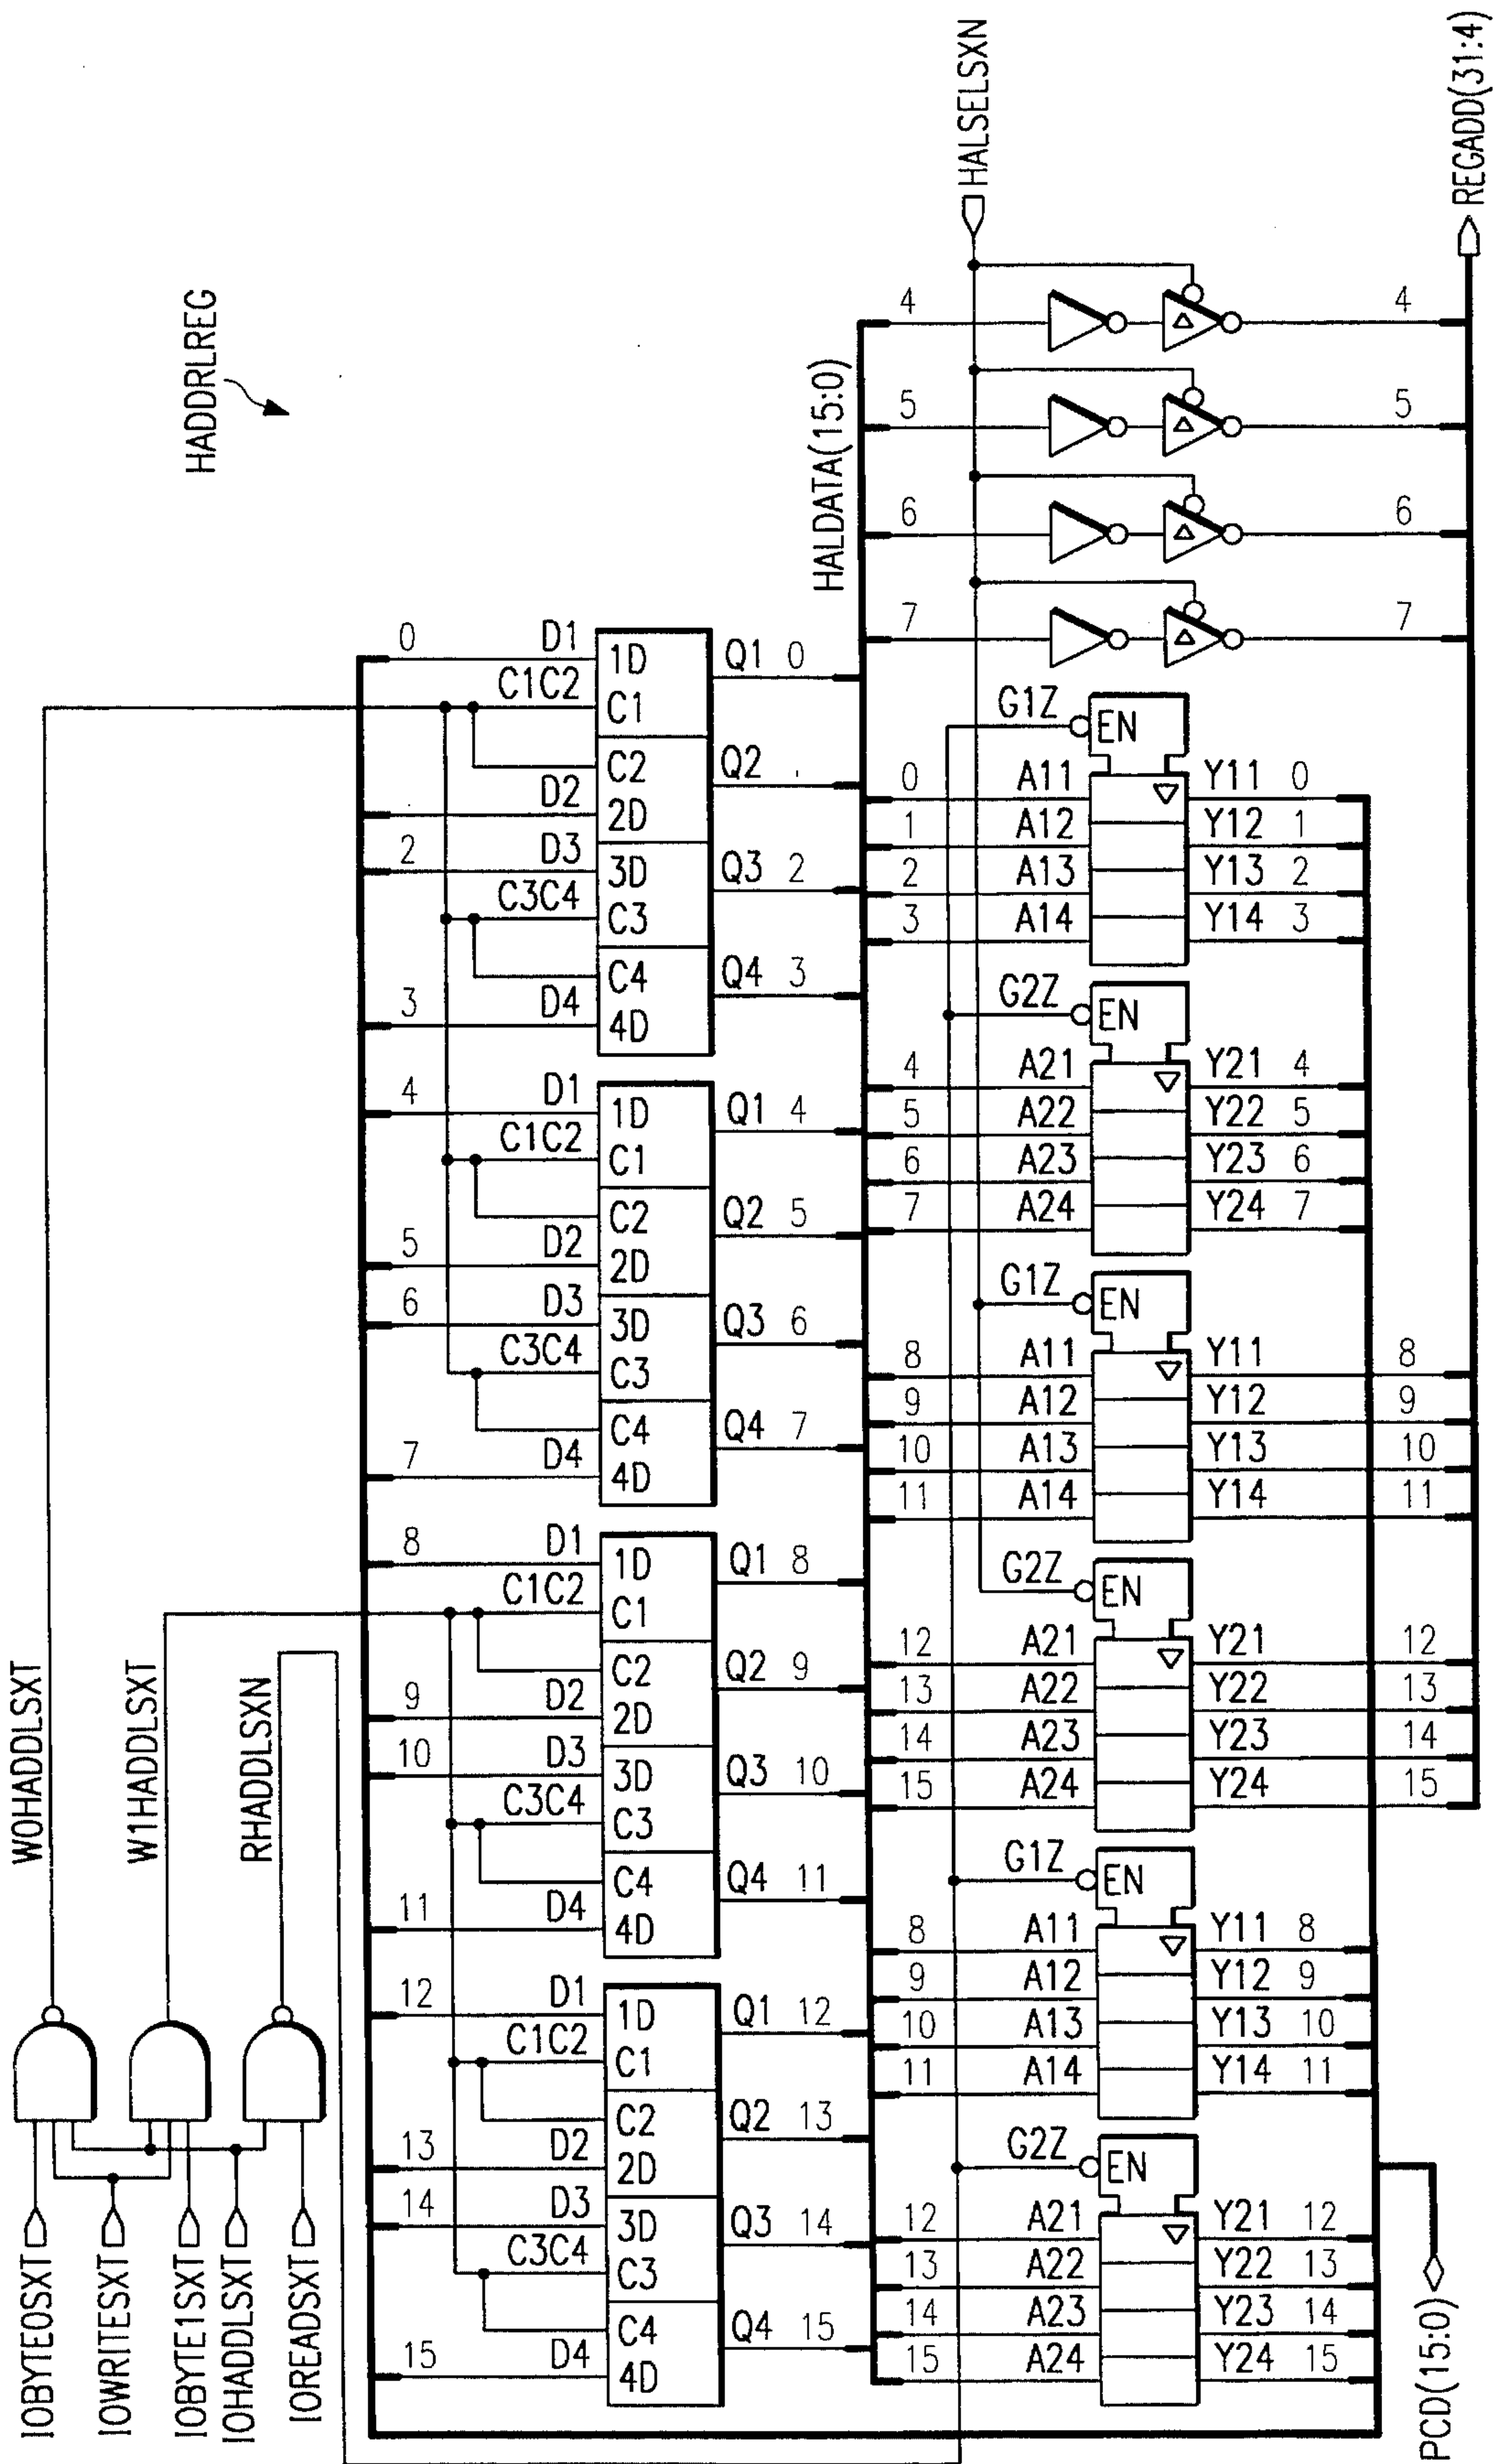 HADDRLREG
W0HADDLSXT
W1HADDLSXT
RHADDLSXN
IOBYTE0SXT
IOWRITESXT
IOBYTE1SXT
IOHADDLSXT
IOREADSXT
HALDATA(15:0)
HALSELSXN
REGADD(31:4)
PCD(15:0)
0 D1 1D Q1 0
C1C2 C1
C2 Q2
D2 2D
2 D3 3D Q3 2
C3C4 C3
C4 Q4 3
3 D4 4D
4 D1 1D Q1 4
C1C2 C1
C2 Q2 5
5 D2 2D
6 D3 3D Q3 6
C3C4 C3
C4 Q4 7
7 D4 4D
8 D1 1D Q1 8
C1C2 C1
C2 Q2 9
9 D2 2D
10 D3 3D Q3 10
C3C4 C3
C4 Q4 11
11 D4 4D
12 D1 1D Q1 12
C1C2 C1
C2 Q2 13
13 D2 2D
14 D3 3D Q3 14
C3C4 C3
C4 Q4 15
15 D4 4D
4 4
5 5
6 6
7 7
G1Z EN
0 A11 Y11 0
1 A12 Y12 1
2 A13 Y13 2
3 A14 Y14 3
G2Z EN
4 A21 Y21 4
5 A22 Y22 5
6 A23 Y23 6
7 A24 Y24 7
G1Z EN
8 A11 Y11 8
9 A12 Y12 9
10 A13 Y13 10
11 A14 Y14 11
G2Z EN
12 A21 Y21 12
13 A22 Y22 13
14 A23 Y23 14
15 A24 Y24 15
G1Z EN
8 A11 Y11 8
9 A12 Y12 9
10 A13 Y13 10
11 A14 Y14 11
G2Z EN
12 A21 Y21 12
13 A22 Y22 13
14 A23 Y23 14
15 A24 Y24 15